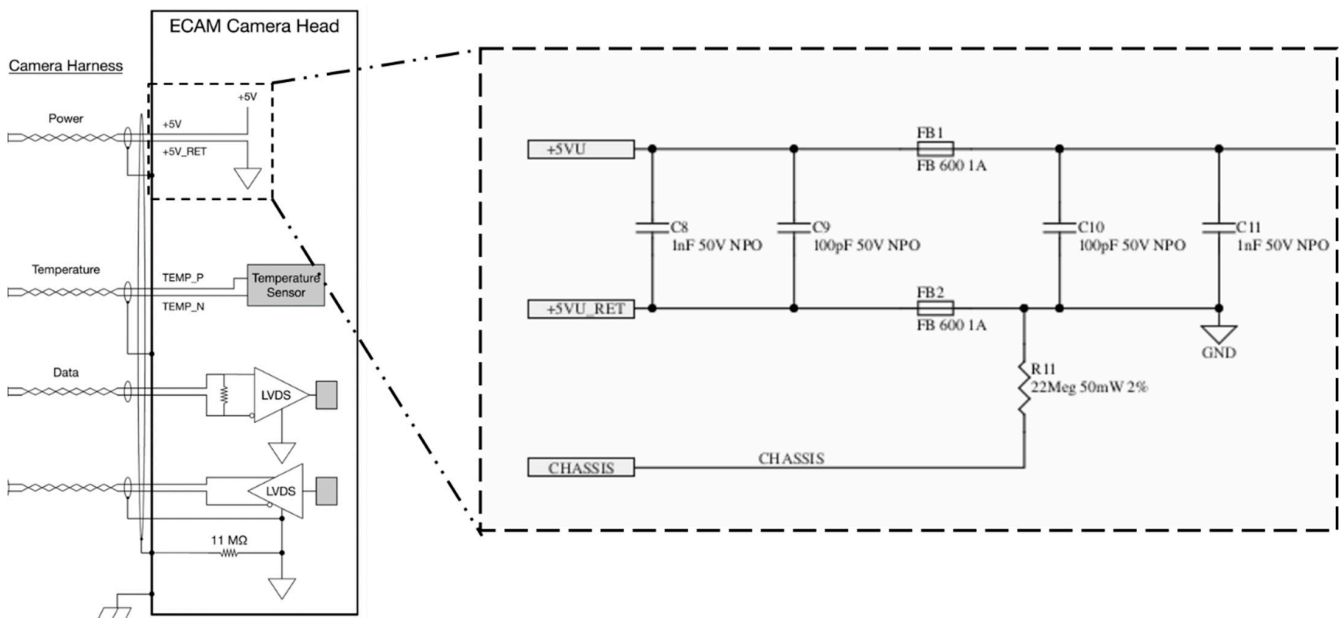 ECAM Camera Head
Camera Harness
Power
+5V
+5V
+5V_RET
Temperature
TEMP_P
TEMP_N
Temperature
Sensor
Data
LVDS
LVDS
11 MΩ
+5VU
FB1
FB 600 1A
C8
1nF 50V NPO
C9
100pF 50V NPO
C10
100pF 50V NPO
C11
1nF 50V NPO
+5VU_RET
FB2
FB 600 1A
GND
R11
22Meg 50mW 2%
CHASSIS
CHASSIS